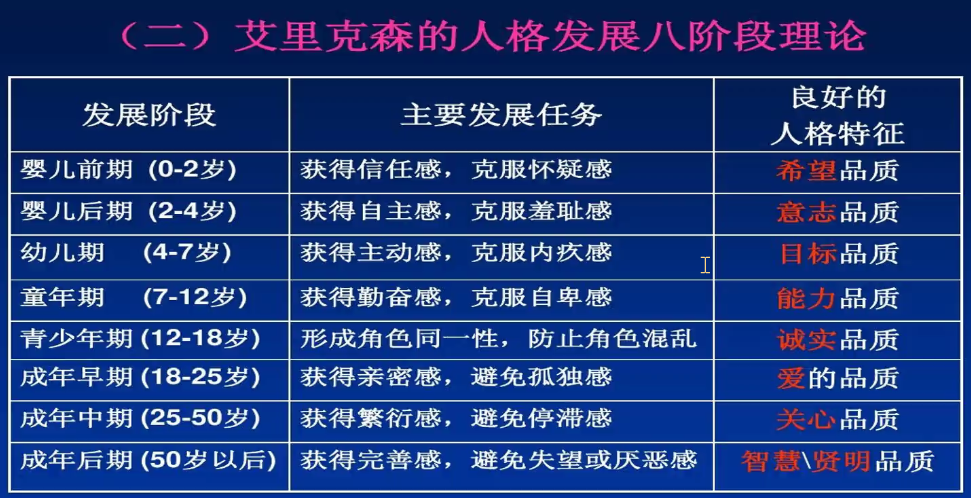 （二）艾里克森的人格发展八阶段理论
发展阶段 主要发展任务 良好的
人格特征
婴儿前期 (0-2岁) 获得信任感，克服怀疑感 希望品质
婴儿后期 (2-4岁) 获得自主感，克服羞耻感 意志品质
幼儿期 (4-7岁) 获得主动感，克服内疚感 目标品质
童年期 (7-12岁) 获得勤奋感，克服自卑感 能力品质
青少年期 (12-18岁) 形成角色同一性，防止角色混乱 诚实品质
成年早期 (18-25岁) 获得亲密感，避免孤独感 爱的品质
成年中期 (25-50岁) 获得繁衍感，避免停滞感 关心品质
成年后期 (50岁以后) 获得完善感，避免失望或厌恶感 智慧\贤明品质